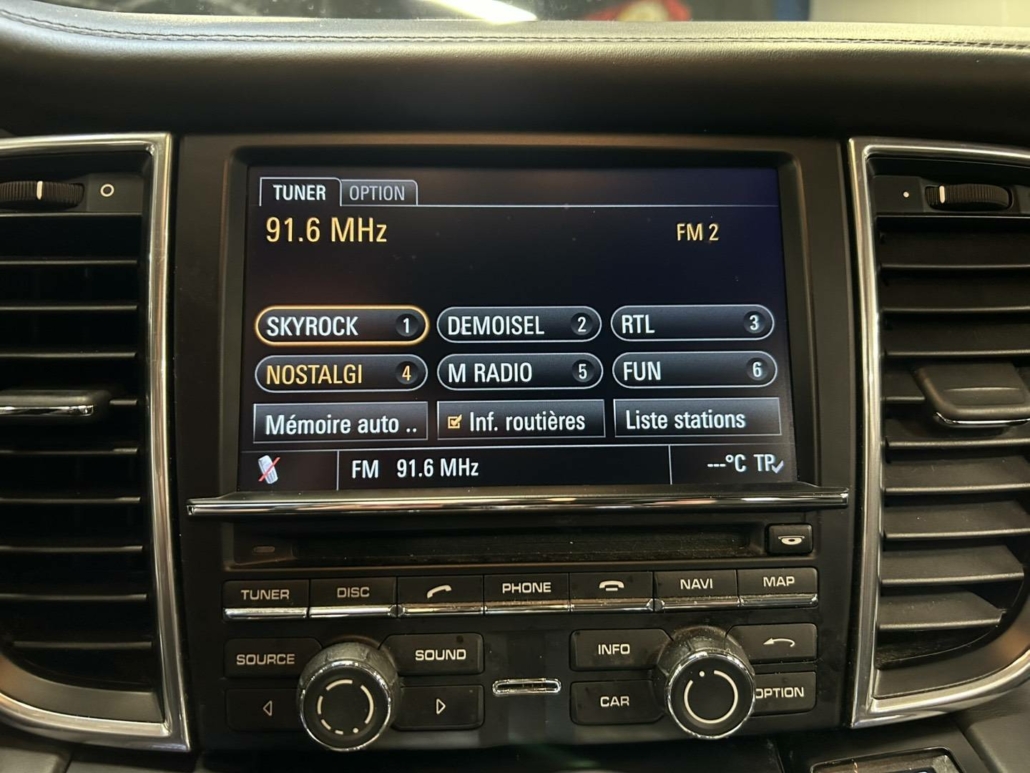 TUNER OPTION
91.6 MHz FM 2
SKYROCK 1 DEMOISEL 2 RTL 3
NOSTALGI 4 M RADIO 5 FUN 6
Mémoire auto .. Inf. routières Liste stations
FM 91.6 MHz ---°C TP
TUNER DISC PHONE NAVI MAP
SOURCE SOUND INFO
CAR OPTION